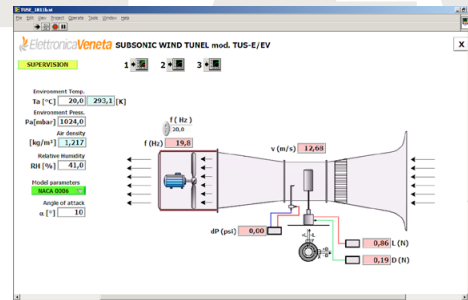 TUSE_101I.bat
File Edit View Project Operate Tools Window Help
ElettronicaVeneta SUBSONIC WIND TUNEL mod. TUS-E/EV
X
SUPERVISION
1
2
3
Environment Temp.
Ta [°C] 20,0 293,1 [K]
Environment Press.
Pa[mbar] 1024,0
Air density
[kg/m³] 1,217
Relative Humidity
RH [%] 41,0
Model parameters
NACA 0006
Angle of attack
α [°] 10
f ( Hz )
20,0
f (Hz) 19,8
v (m/s) 12,68
dP (psi) 0,00
0,86 L (N)
0,19 D (N)